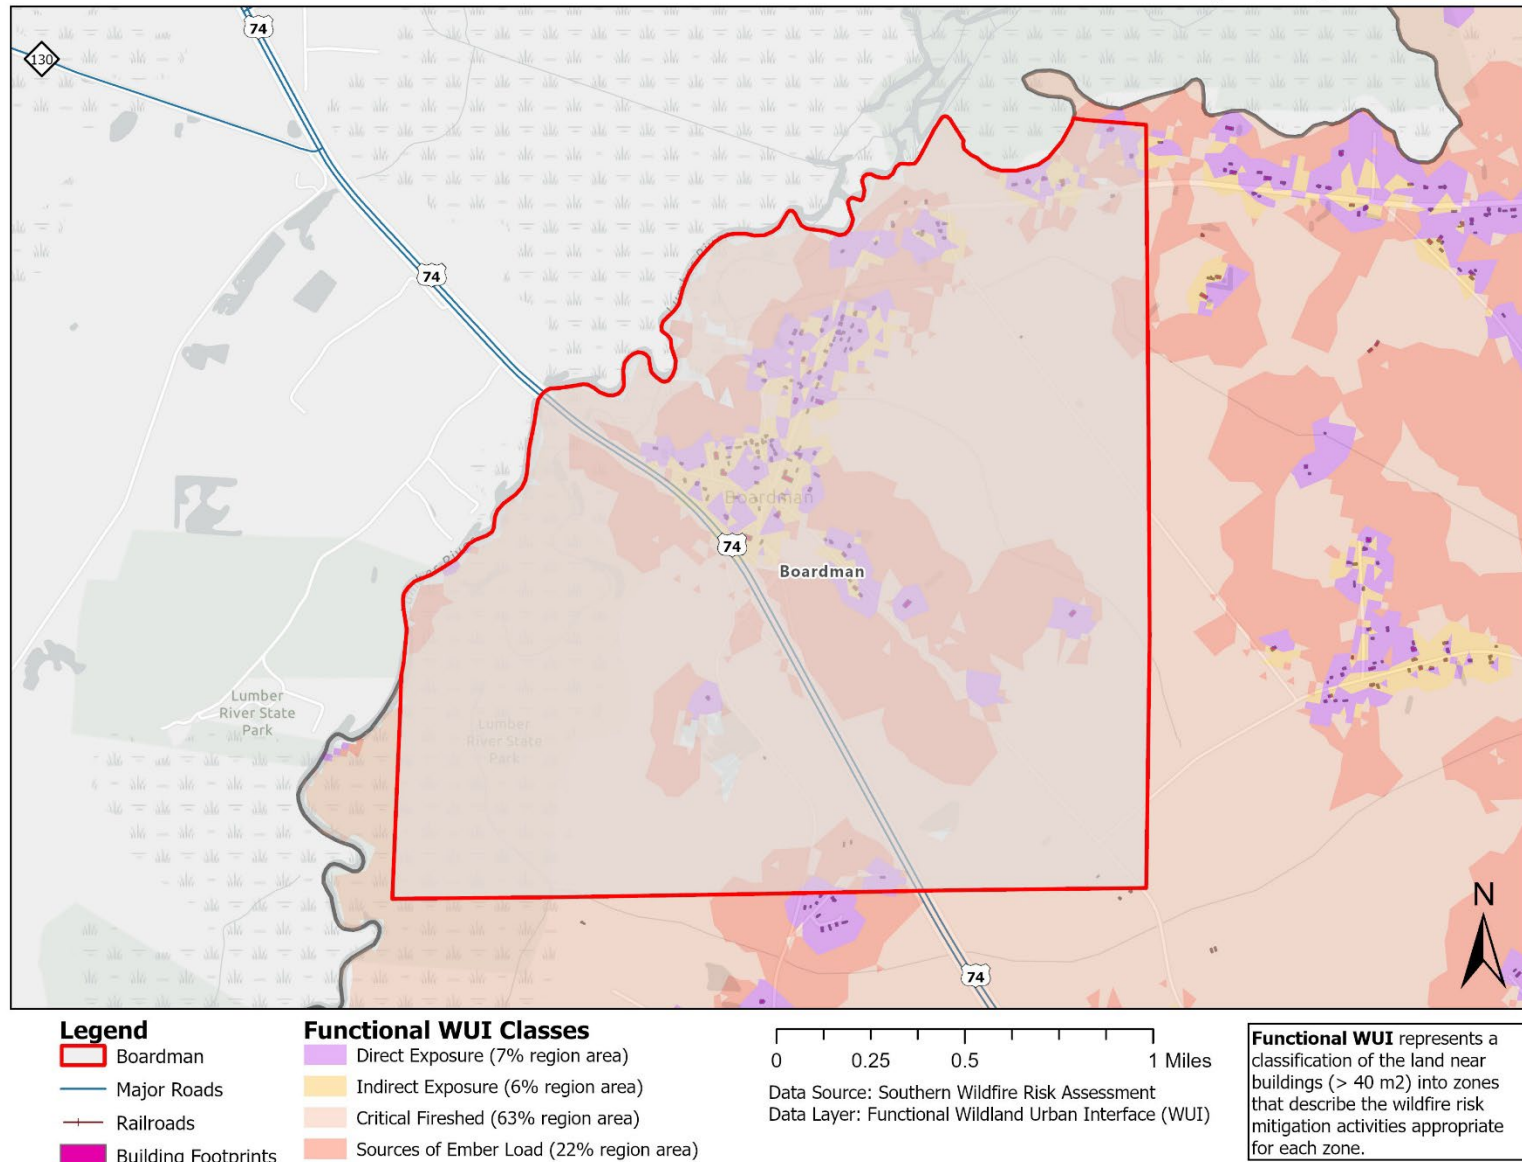 74
130
74
Lumber River
Boardman
74
Boardman
Lumber
River State
Park
Lumber
River State
Park
74
N
Legend
Boardman
Major Roads
Railroads
Building Footprints
Functional WUI Classes
Direct Exposure (7% region area)
Indirect Exposure (6% region area)
Critical Fireshed (63% region area)
Sources of Ember Load (22% region area)
0 0.25 0.5 1 Miles
Data Source: Southern Wildfire Risk Assessment
Data Layer: Functional Wildland Urban Interface (WUI)
Functional WUI represents a
classification of the land near
buildings (> 40 m2) into zones
that describe the wildfire risk
mitigation activities appropriate
for each zone.